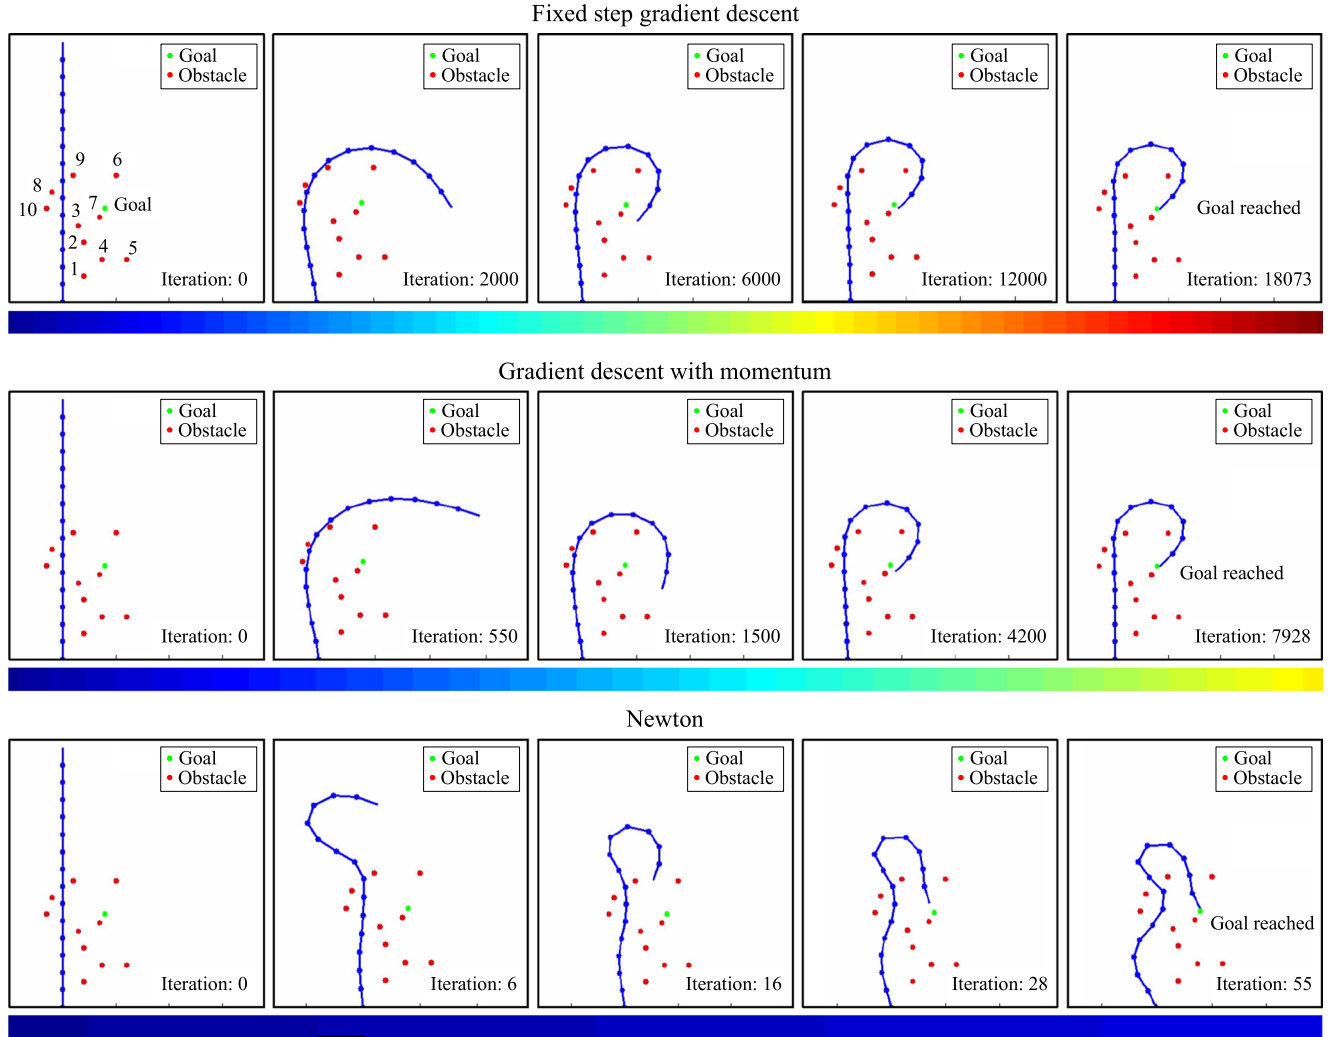 Fixed step gradient descent
Goal
Obstacle
9
6
8
7
Goal
10
3
2
4
5
1
Iteration: 0
Goal
Obstacle
Iteration: 2000
Goal
Obstacle
Iteration: 6000
Goal
Obstacle
Iteration: 12000
Goal
Obstacle
Goal reached
Iteration: 18073
Gradient descent with momentum
Goal
Obstacle
Iteration: 0
Goal
Obstacle
Iteration: 550
Goal
Obstacle
Iteration: 1500
Goal
Obstacle
Iteration: 4200
Goal
Obstacle
Goal reached
Iteration: 7928
Newton
Goal
Obstacle
Iteration: 0
Goal
Obstacle
Iteration: 6
Goal
Obstacle
Iteration: 16
Goal
Obstacle
Iteration: 28
Goal
Obstacle
Goal reached
Iteration: 55